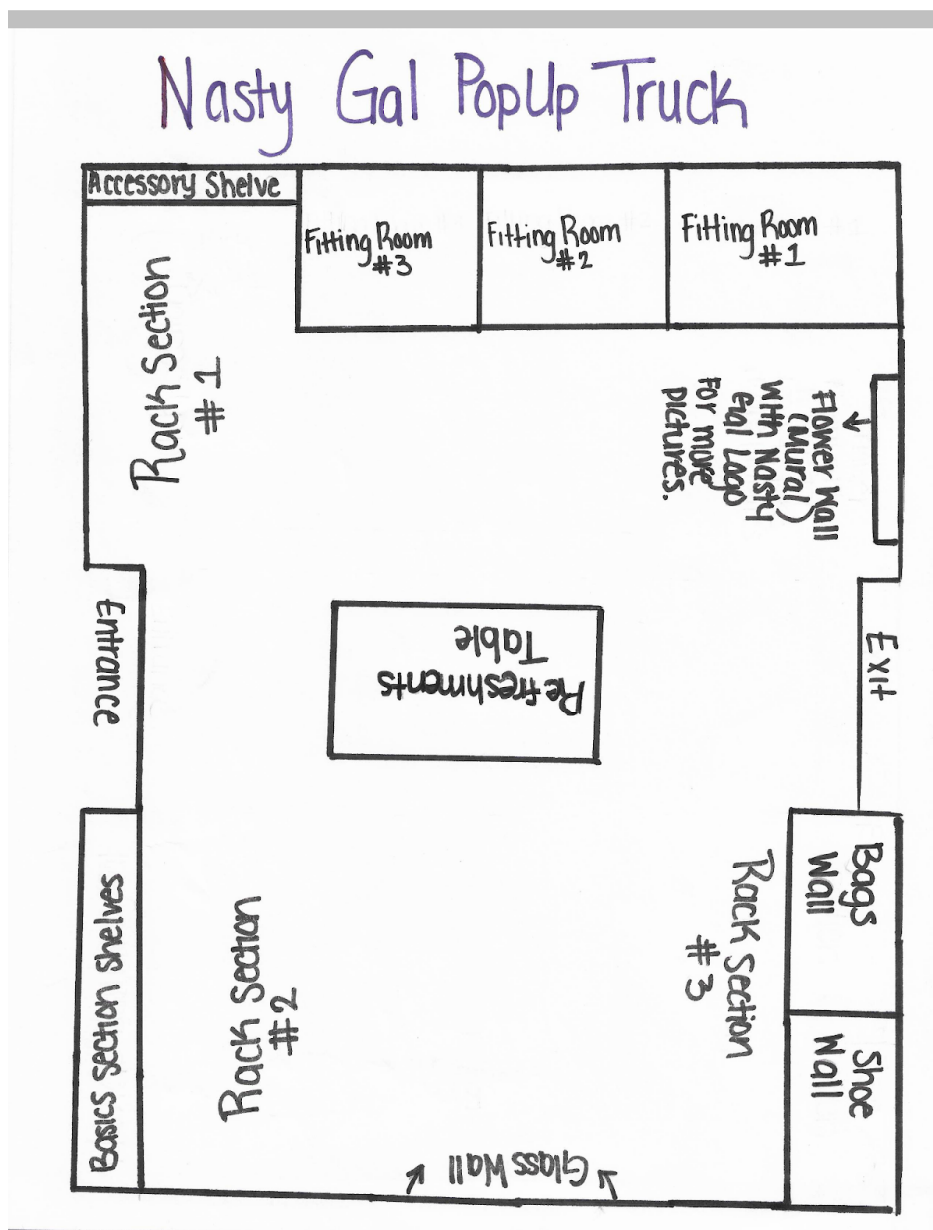 Nasty Gal PopUp Truck
Accessory Shelve
Fitting Room
#3
Fitting Room
#2
Fitting Room
#1
Rack Section
#1
Flower Wall
(Mural)
with Nasty
Gal Logo
for more
pictures.
Entrance
Refreshments
Table
Exit
Basics section shelves
Rack Section
#2
Rack Section
#3
Bags
Wall
Shoe
Wall
Glass Wall